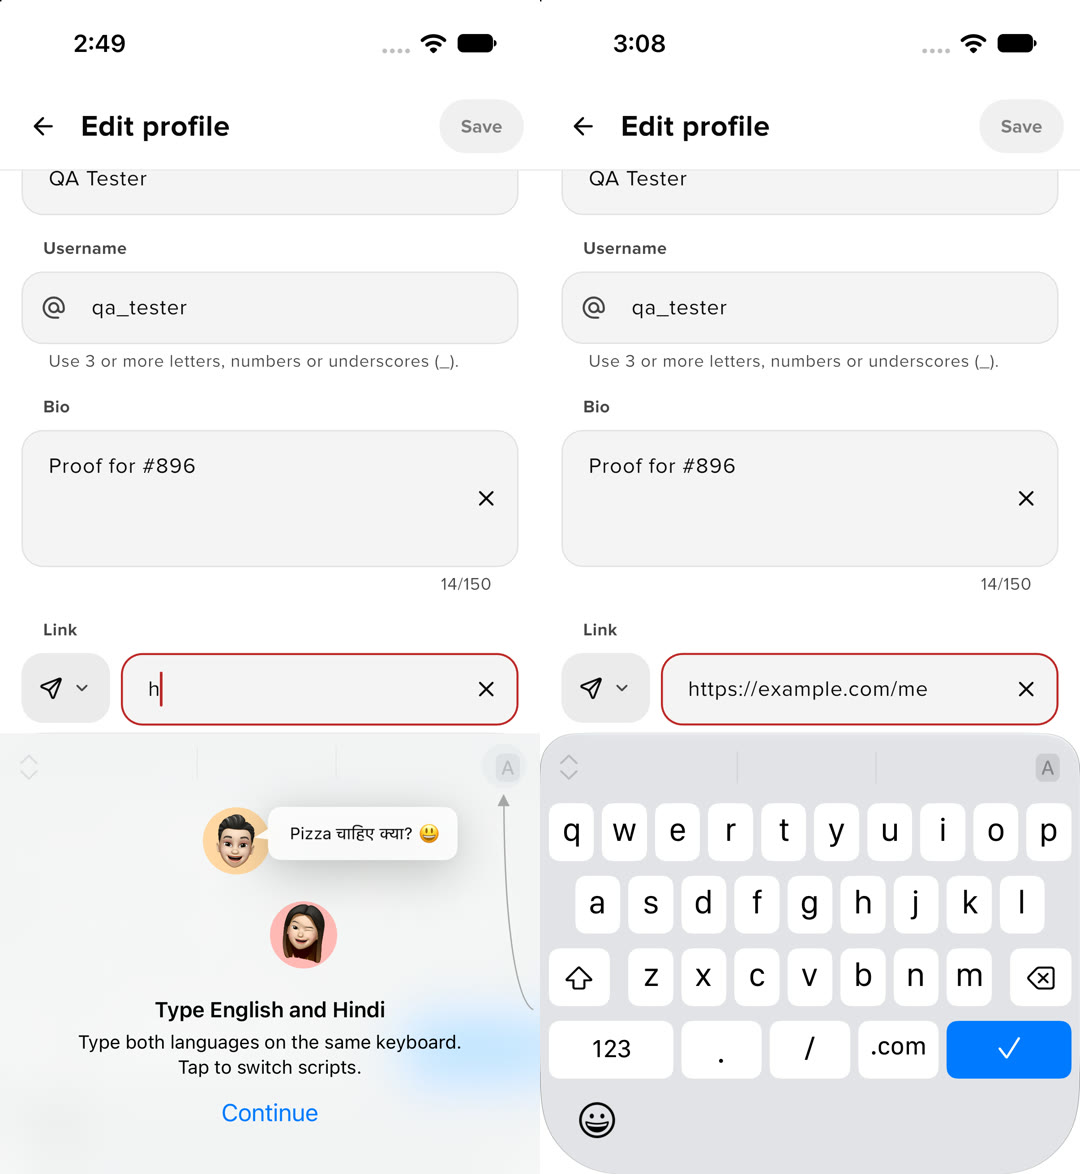 2:49
Edit profile
Save
QA Tester
Username
@ qa_tester
Use 3 or more letters, numbers or underscores (_).
Bio
Proof for #896
14/150
Link
h
A
Pizza चाहिए क्या? 😃
Type English and Hindi
Type both languages on the same keyboard.
Tap to switch scripts.
Continue
3:08
Edit profile
Save
QA Tester
Username
@ qa_tester
Use 3 or more letters, numbers or underscores (_).
Bio
Proof for #896
14/150
Link
https://example.com/me
A
q w e r t y u i o p
a s d f g h j k l
z x c v b n m
123 . / .com